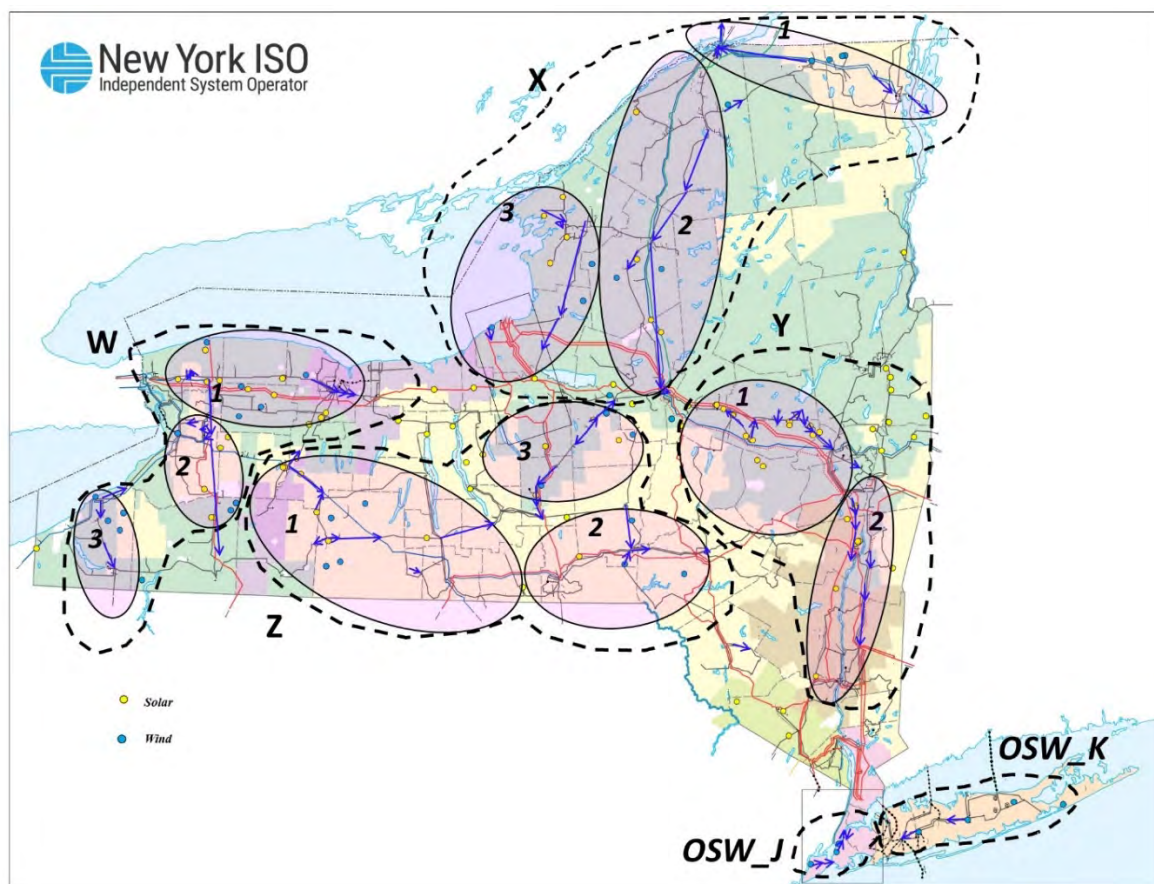 New York ISO
Independent System Operator
X
1
2
3
W
1
2
3
Y
1
2
Z
1
2
3
Solar
Wind
OSW_K
OSW_J